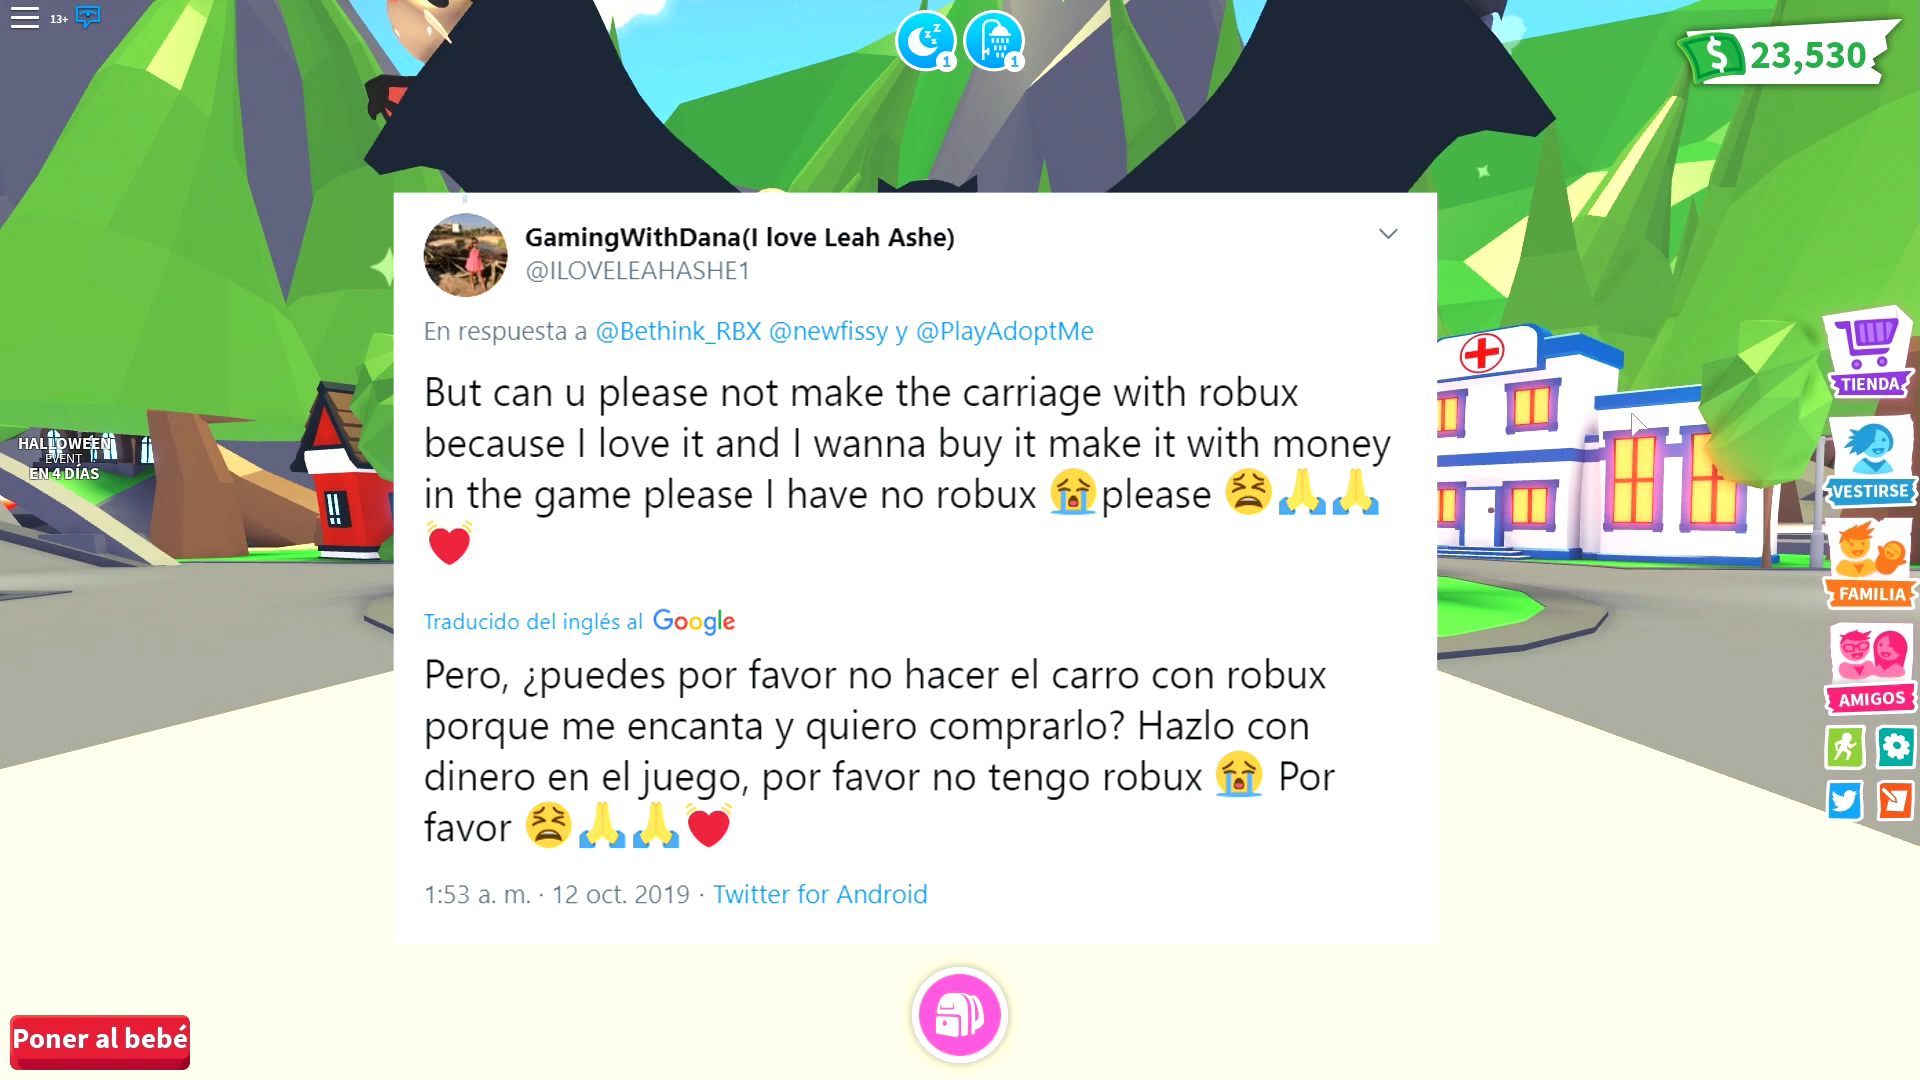 13+
1
1
$ 23,530
GamingWithDana(I love Leah Ashe)
@ILOVELEAHASHE1
En respuesta a @Bethink_RBX @newfissy y @PlayAdoptMe
But can u please not make the carriage with robux
because I love it and I wanna buy it make it with money
in the game please I have no robux 😭please 😫🙏🙏
💓
Traducido del inglés al Google
Pero, ¿puedes por favor no hacer el carro con robux
porque me encanta y quiero comprarlo? Hazlo con
dinero en el juego, por favor no tengo robux 😭 Por
favor 😫🙏🙏💓
1:53 a. m. · 12 oct. 2019 · Twitter for Android
HALLOWEEN
EVENT
EN 4 DÍAS
TIENDA
VESTIRSE
FAMILIA
AMIGOS
Poner al bebé